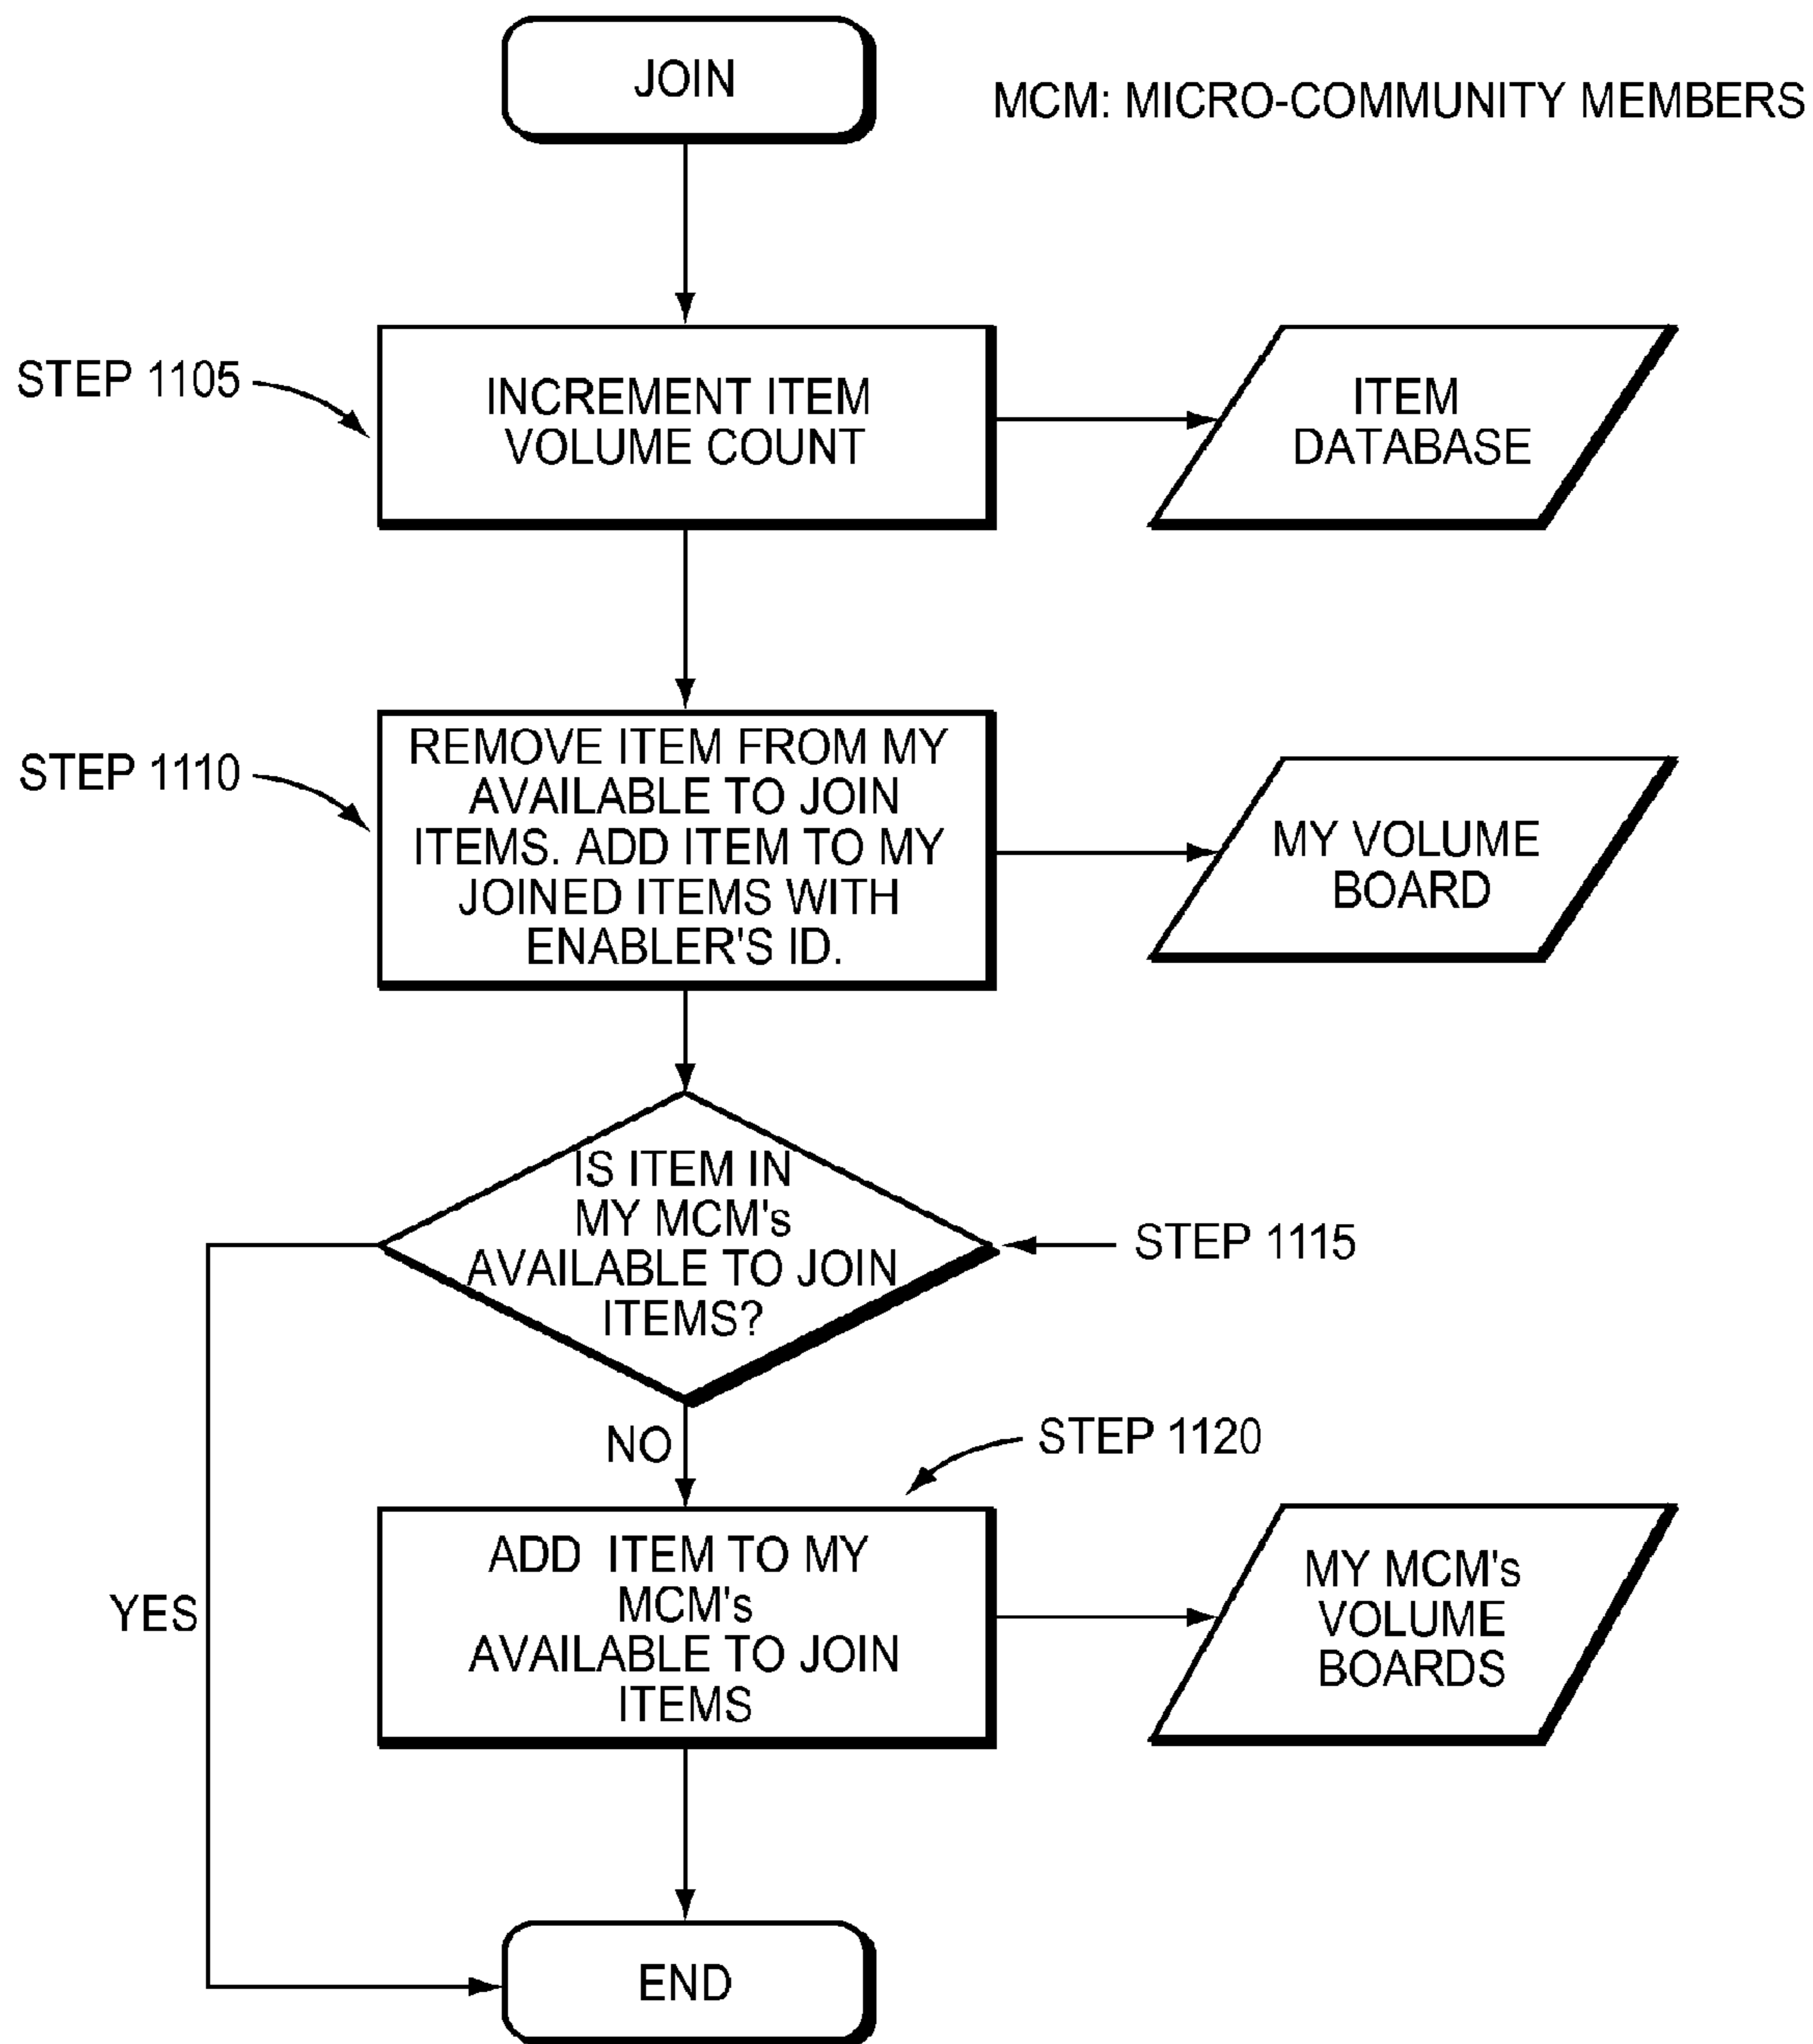 JOIN
MCM: MICRO-COMMUNITY MEMBERS
STEP 1105
INCREMENT ITEM
VOLUME COUNT
ITEM
DATABASE
STEP 1110
REMOVE ITEM FROM MY
AVAILABLE TO JOIN
ITEMS. ADD ITEM TO MY
JOINED ITEMS WITH
ENABLER'S ID.
MY VOLUME
BOARD
IS ITEM IN
MY MCM's
AVAILABLE TO JOIN
ITEMS?
STEP 1115
NO
STEP 1120
YES
ADD ITEM TO MY
MCM's
AVAILABLE TO JOIN
ITEMS
MY MCM's
VOLUME
BOARDS
END